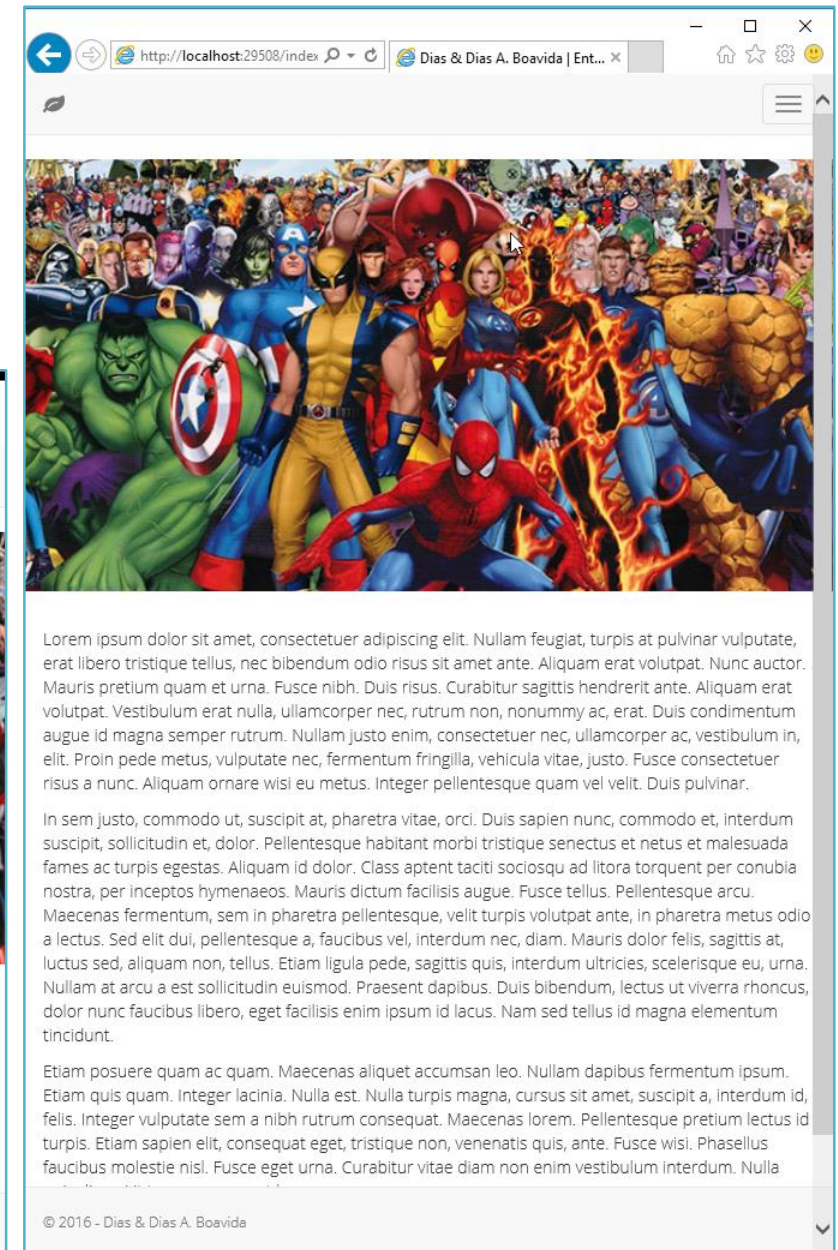 http://localhost:29508/index
Dias & Dias A. Boavida | Ent...
Lorem ipsum dolor sit amet, consectetuer adipiscing elit. Nullam feugiat, turpis at pulvinar vulputate,
erat libero tristique tellus, nec bibendum odio risus sit amet ante. Aliquam erat volutpat. Nunc auctor.
Mauris pretium quam et urna. Fusce nibh. Duis risus. Curabitur sagittis hendrerit ante. Aliquam erat
volutpat. Vestibulum erat nulla, ullamcorper nec, rutrum non, nonummy ac, erat. Duis condimentum
augue id magna semper rutrum. Nullam justo enim, consectetuer nec, ullamcorper ac, vestibulum in,
elit. Proin pede metus, vulputate nec, fermentum fringilla, vehicula vitae, justo. Fusce consectetuer
risus a nunc. Aliquam ornare wisi eu metus. Integer pellentesque quam vel velit. Duis pulvinar.
In sem justo, commodo ut, suscipit at, pharetra vitae, orci. Duis sapien nunc, commodo et, interdum
suscipit, sollicitudin et, dolor. Pellentesque habitant morbi tristique senectus et netus et malesuada
fames ac turpis egestas. Aliquam id dolor. Class aptent taciti sociosqu ad litora torquent per conubia
nostra, per inceptos hymenaeos. Mauris dictum facilisis augue. Fusce tellus. Pellentesque arcu.
Maecenas fermentum, sem in pharetra pellentesque, velit turpis volutpat ante, in pharetra metus odio
a lectus. Sed elit dui, pellentesque a, faucibus vel, interdum nec, diam. Mauris dolor felis, sagittis at,
luctus sed, aliquam non, tellus. Etiam ligula pede, sagittis quis, interdum ultricies, scelerisque eu, urna.
Nullam at arcu a est sollicitudin euismod. Praesent dapibus. Duis bibendum, lectus ut viverra rhoncus,
dolor nunc faucibus libero, eget facilisis enim ipsum id lacus. Nam sed tellus id magna elementum
tincidunt.
Etiam posuere quam ac quam. Maecenas aliquet accumsan leo. Nullam dapibus fermentum ipsum.
Etiam quis quam. Integer lacinia. Nulla est. Nulla turpis magna, cursus sit amet, suscipit a, interdum id,
felis. Integer vulputate sem a nibh rutrum consequat. Maecenas lorem. Pellentesque pretium lectus id
turpis. Etiam sapien elit, consequat eget, tristique non, venenatis quis, ante. Fusce wisi. Phasellus
faucibus molestie nisl. Fusce eget urna. Curabitur vitae diam non enim vestibulum interdum. Nulla
© 2016 - Dias & Dias A. Boavida